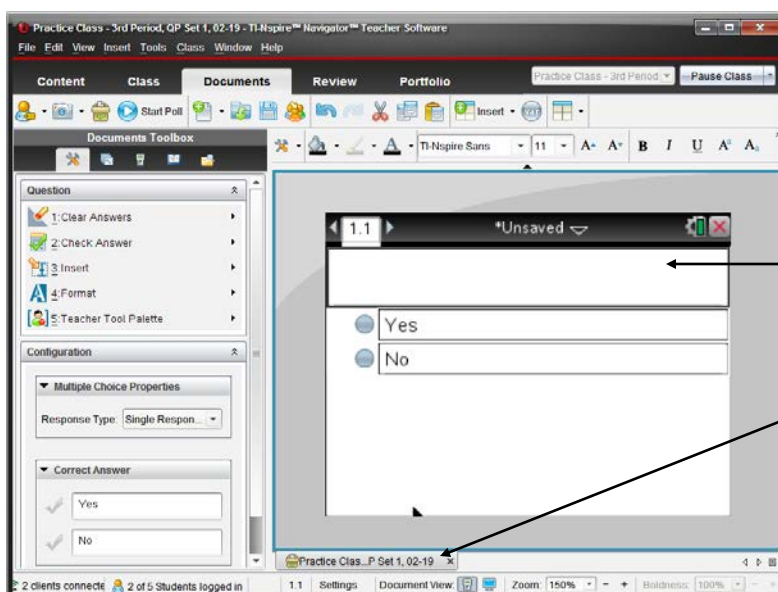 Practice Class - 3rd Period, QP Set 1, 02-19 - TI-Nspire™ Navigator™ Teacher Software
File Edit View Insert Tools Class Window Help
Content Class Documents Review Portfolio Practice Class - 3rd Period Pause Class
Start Poll Insert
Documents Toolbox
TI-Nspire Sans 11 A A B I U A A
Question
1:Clear Answers
2:Check Answer
3:Insert
4:Format
5:Teacher Tool Palette
Configuration
Multiple Choice Properties
Response Type: Single Respon...
Correct Answer
Yes
No
1.1 *Unsaved
Yes
No
Practice Clas...P Set 1, 02-19
2 clients connecte 2 of 5 Students logged in 1.1 Settings Document View: Zoom: 150% - + Boldness: 100% - +